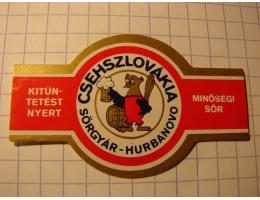 KITÜN-
TETÉST
NYERT
CSEHSZLOVÁKIA
SÖRGYÁR-HURBANOVO
MINŐSÉGI
SÖR